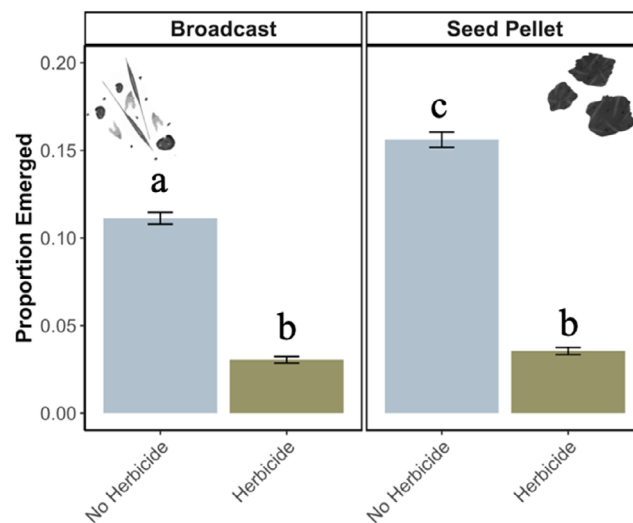 Broadcast
Seed Pellet
Proportion Emerged
0.20
0.15
0.10
0.05
0.00
a
b
c
b
No Herbicide
Herbicide
No Herbicide
Herbicide